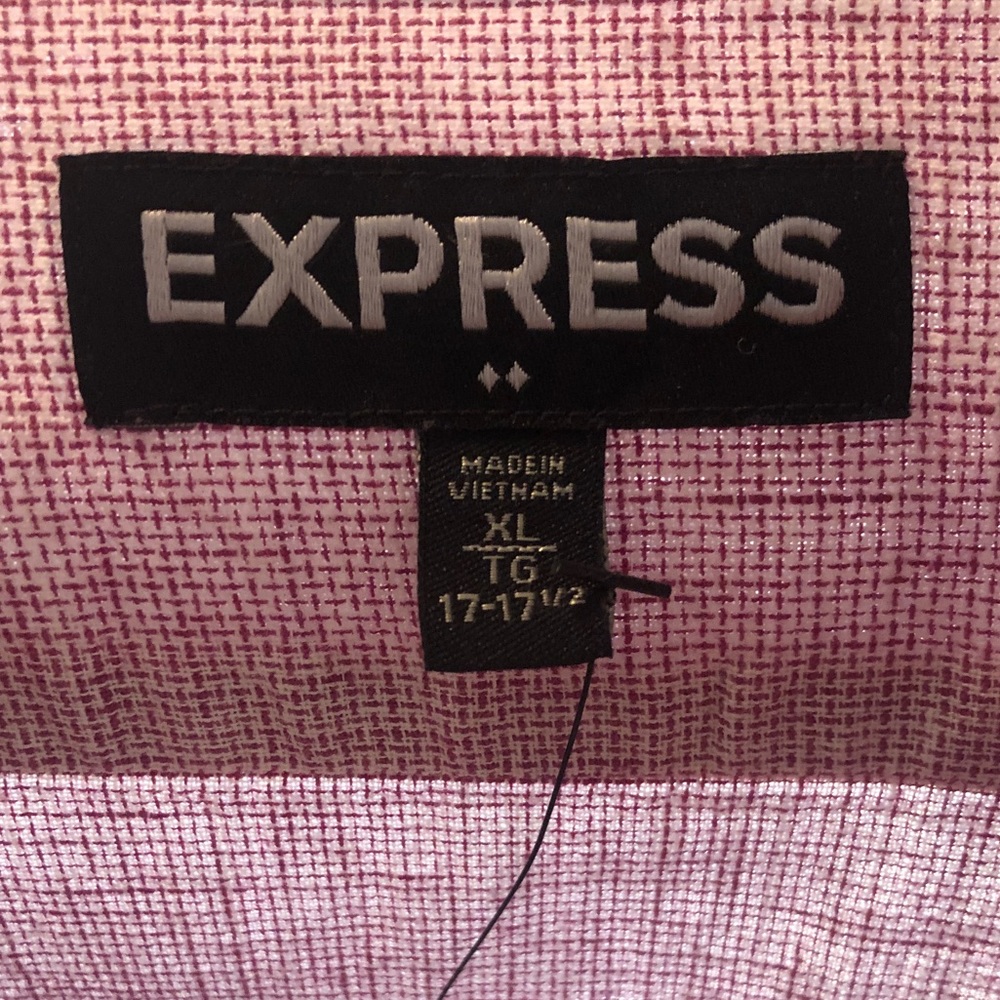 EXPRESS
MADE IN
VIETNAM
XL
TG
17-17 1/2